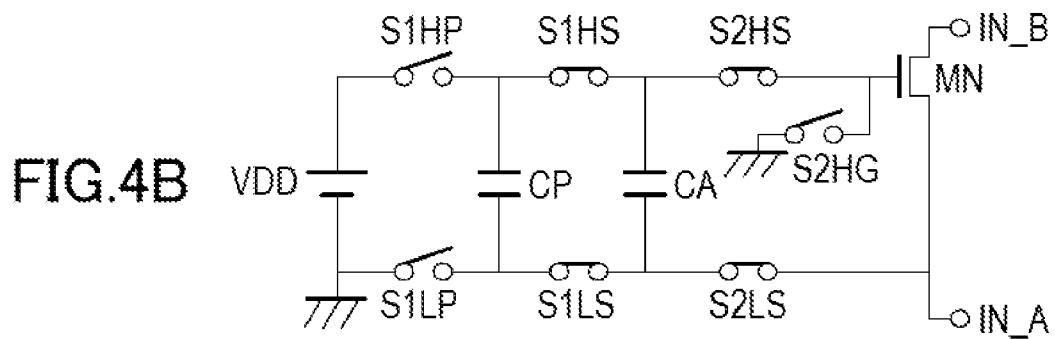 S1HP S1HS S2HS IN_B
MN
FIG.4B VDD CP CA S2HG
S1LP S1LS S2LS IN_A